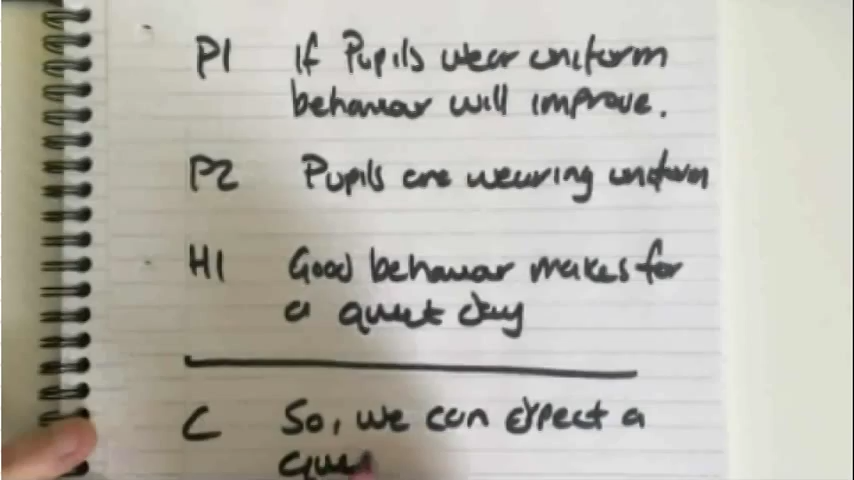 P1 If Pupils wear uniform
behaviour will improve.
P2 Pupils are wearing uniform
H1 Good behaviour makes for
a quiet day
C So, we can expect a